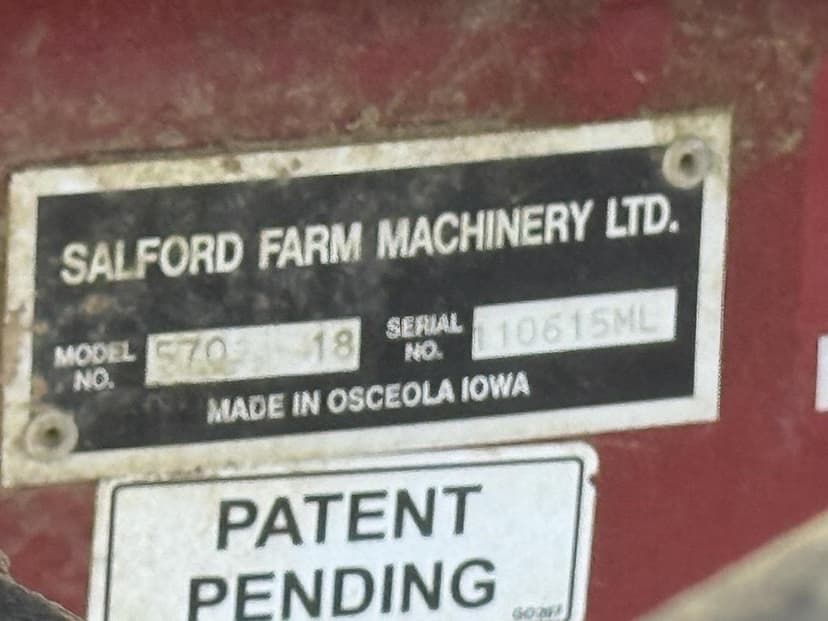 SALFORD FARM MACHINERY LTD.
MODEL NO. 18
SERIAL NO. 110615ML
MADE IN OSCEOLA IOWA
PATENT
PENDING